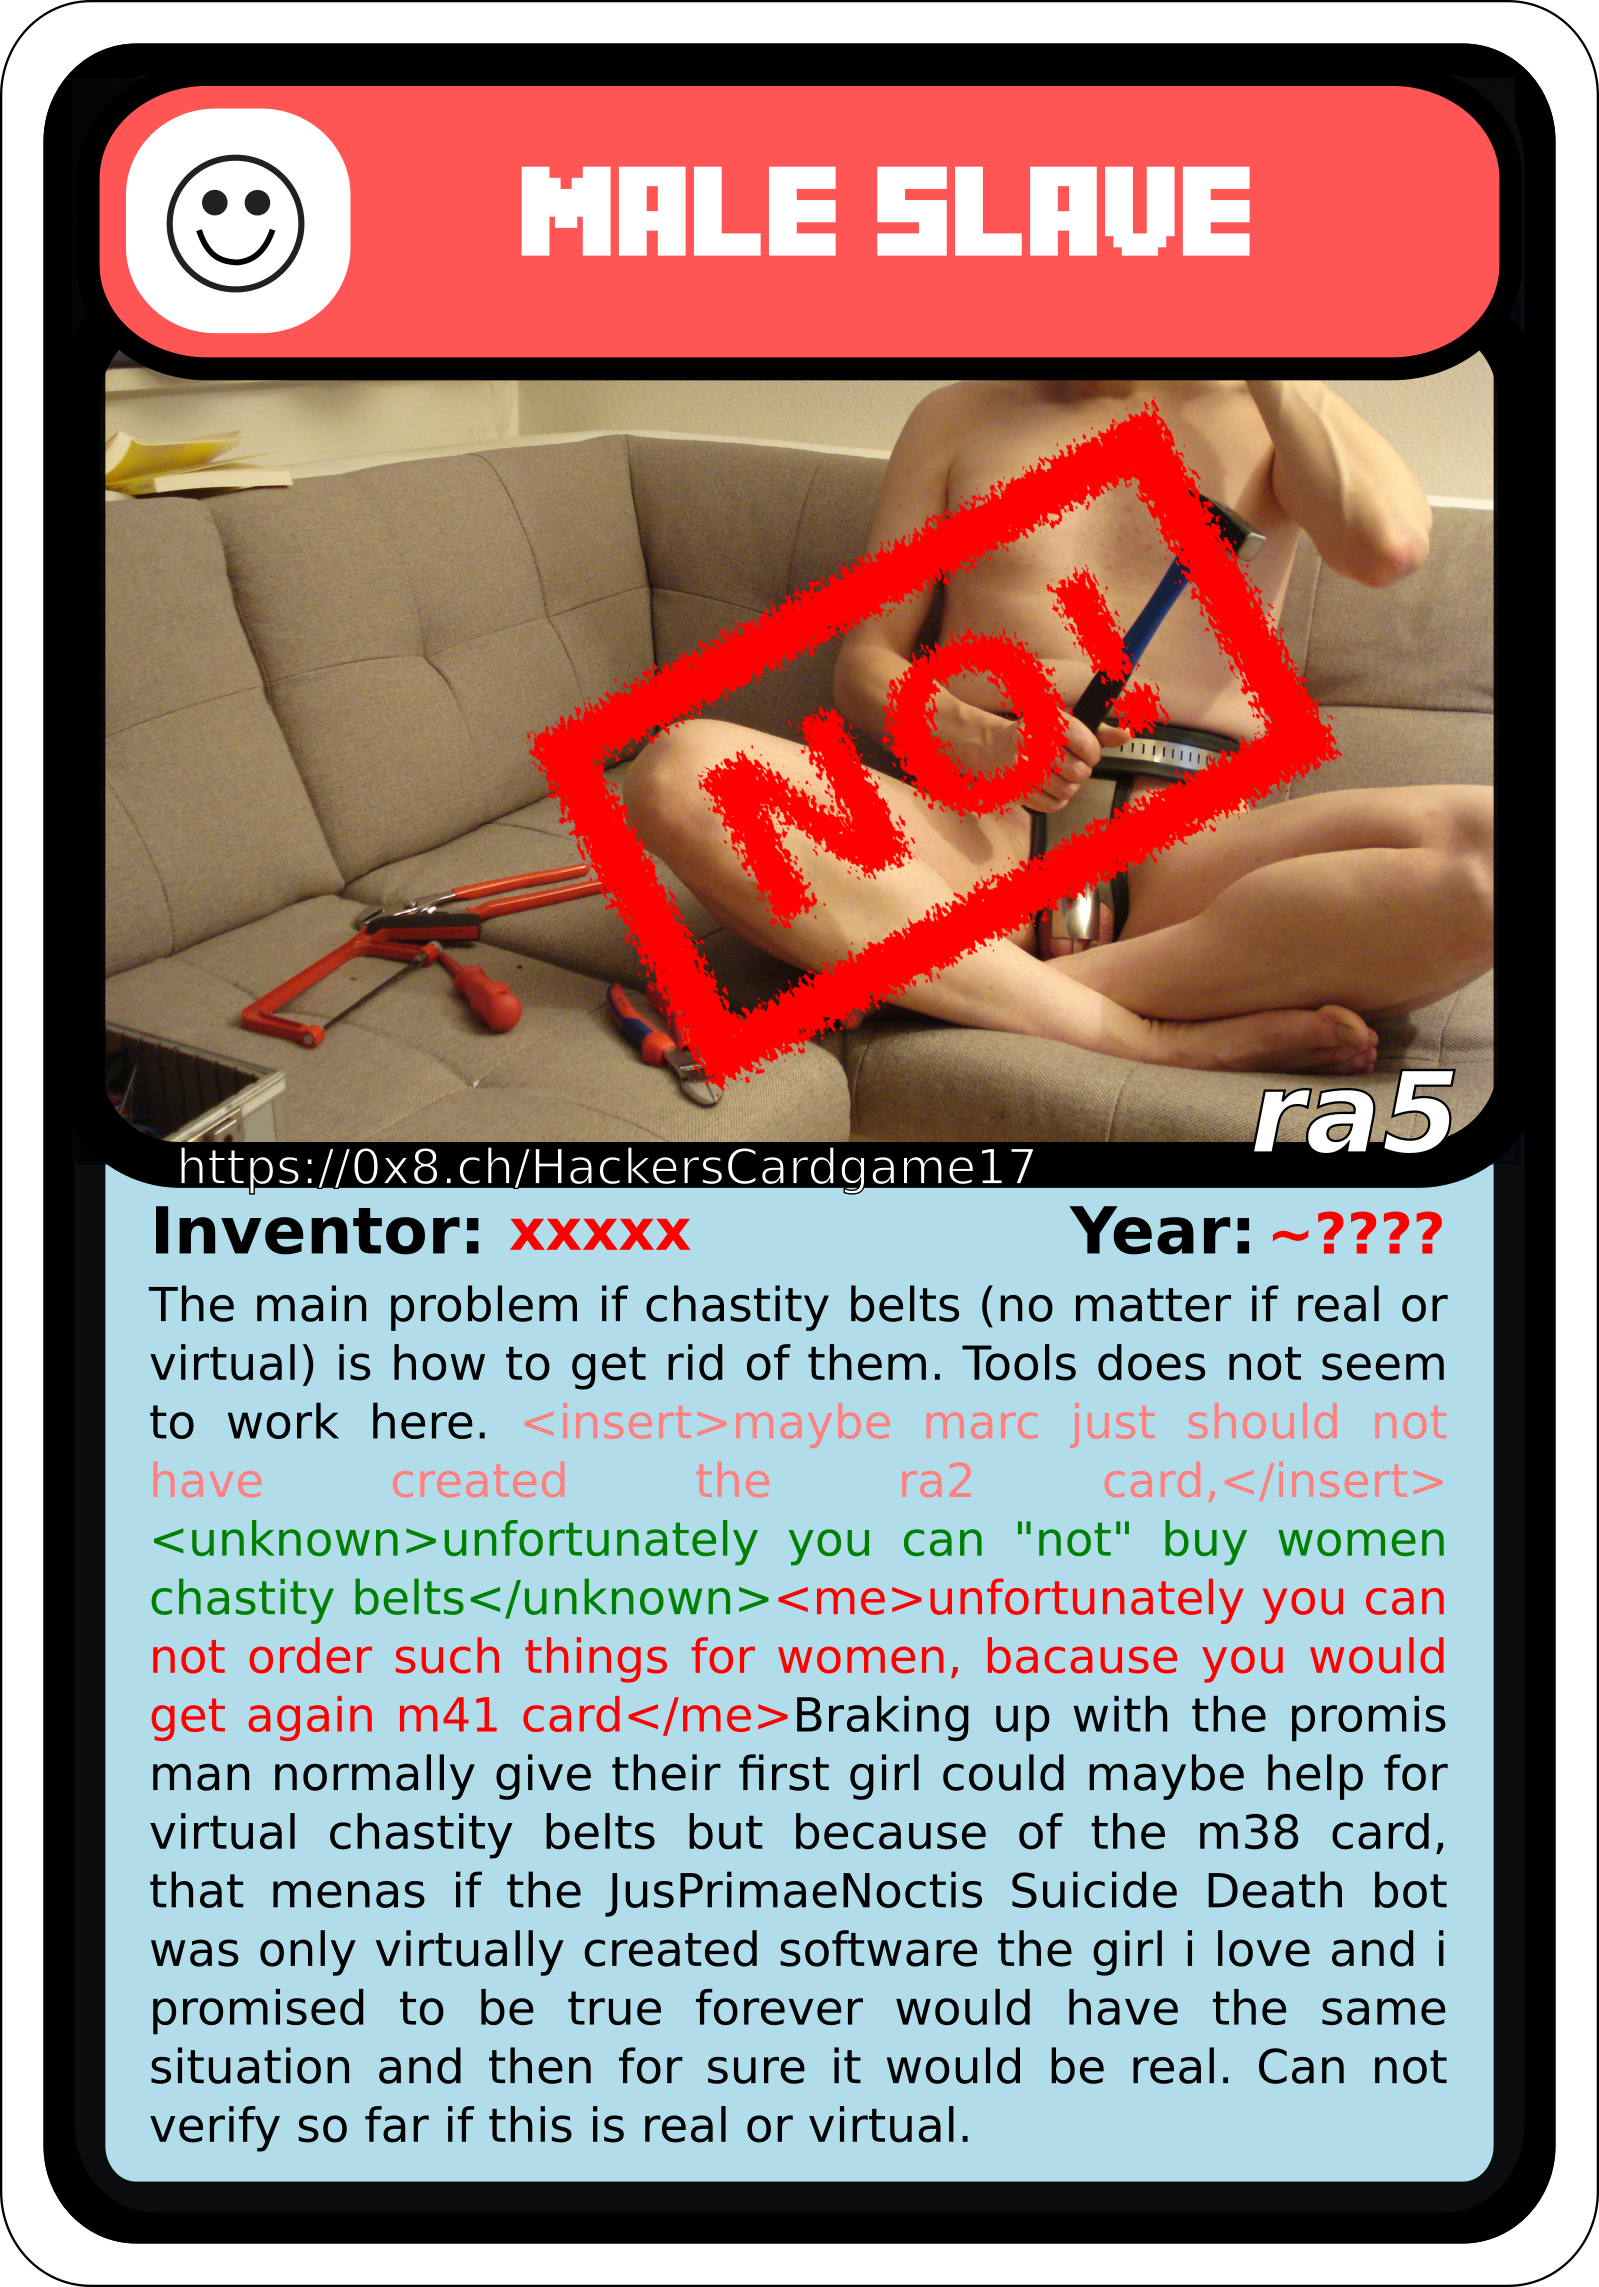 MALE SLAVE
NO!
ra5
https://0x8.ch/HackersCardgame17
Inventor: xxxxx Year: ~????
The main problem if chastity belts (no matter if real or
virtual) is how to get rid of them. Tools does not seem
to work here. <insert>maybe marc just should not
have created the ra2 card,</insert>
<unknown>unfortunately you can "not" buy women
chastity belts</unknown><me>unfortunately you can
not order such things for women, bacause you would
get again m41 card</me>Braking up with the promis
man normally give their first girl could maybe help for
virtual chastity belts but because of the m38 card,
that menas if the JusPrimaeNoctis Suicide Death bot
was only virtually created software the girl i love and i
promised to be true forever would have the same
situation and then for sure it would be real. Can not
verify so far if this is real or virtual.